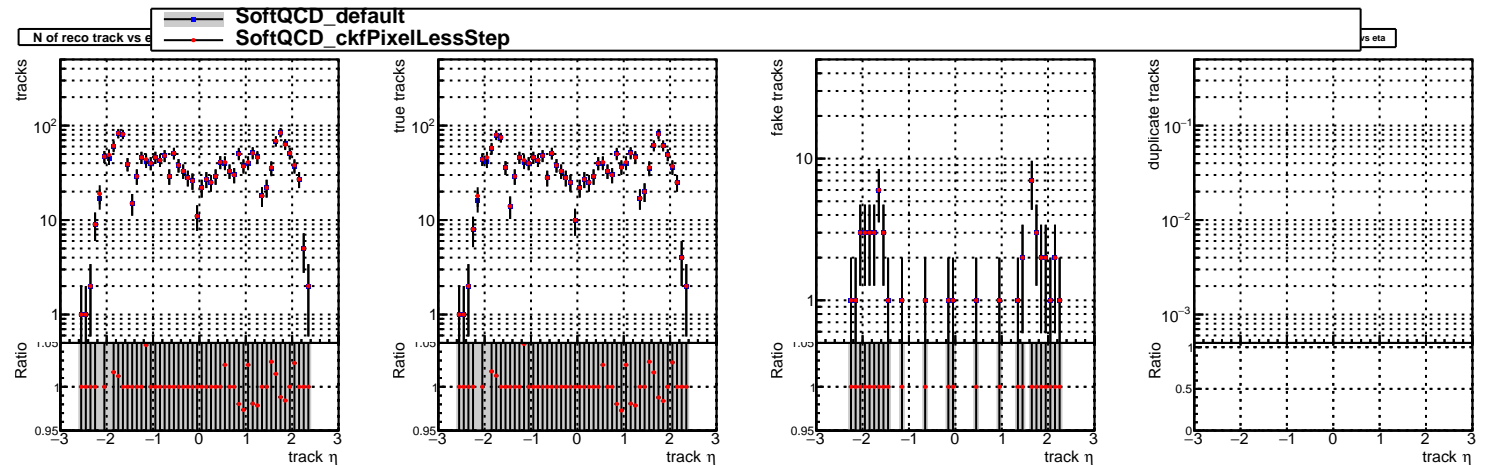 SoftQCD_default
SoftQCD_ckfPixelLessStep
N of reco track vs e
vs eta
tracks
10²
10
1
Ratio
1.05
1
0.95
−3 −2 −1 0 1 2 3
track η
true tracks
10²
10
1
Ratio
1.05
1
0.95
−3 −2 −1 0 1 2 3
track η
fake tracks
10
1
Ratio
1.05
1
0.95
−3 −2 −1 0 1 2 3
track η
duplicate tracks
10⁻¹
10⁻²
10⁻³
Ratio
1
0.5
0
−3 −2 −1 0 1 2 3
track η